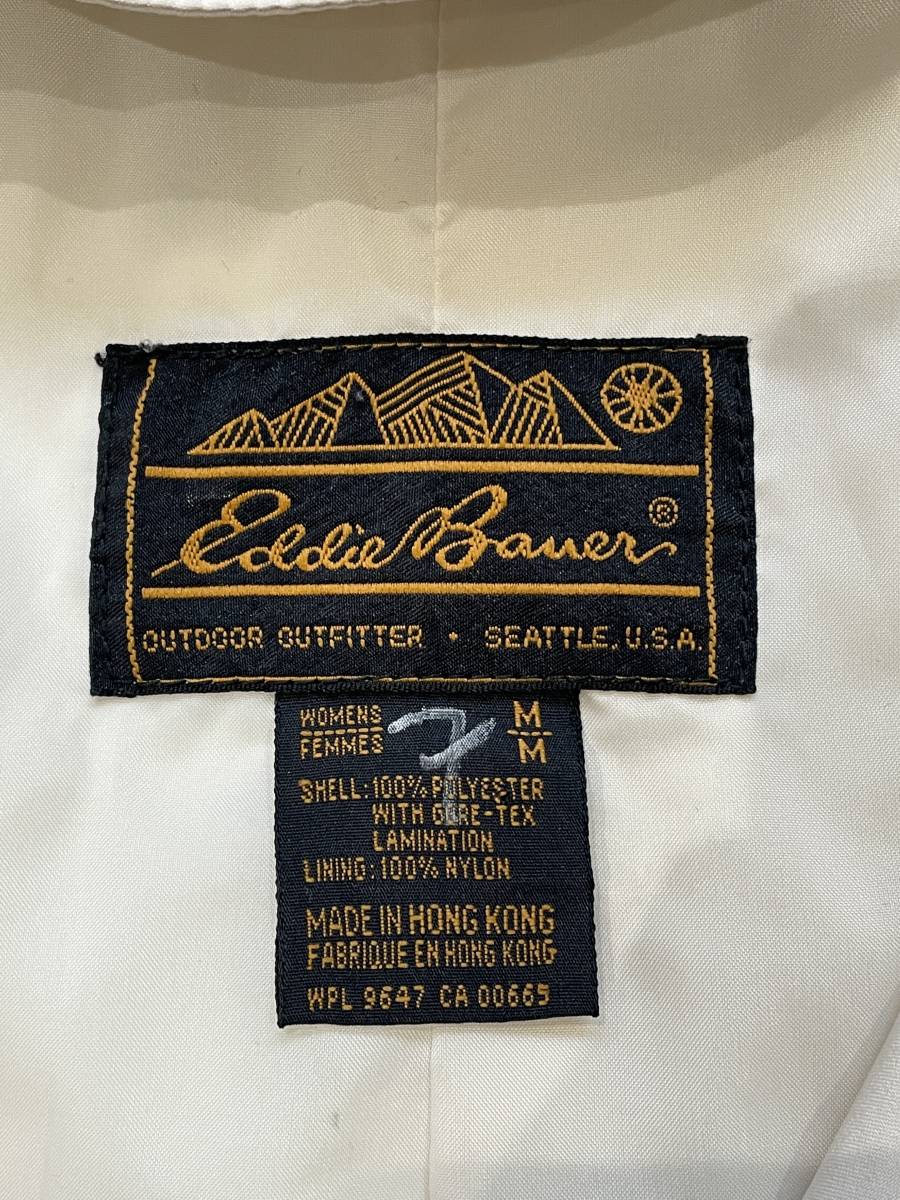 Eddie Bauer®
OUTDOOR OUTFITTER • SEATTLE, U.S.A.
WOMENS M
FEMMES M
SHELL: 100% POLYESTER
WITH GORE-TEX
LAMINATION
LINING: 100% NYLON
MADE IN HONG KONG
FABRIQUE EN HONG KONG
WPL 9647 CA 00665